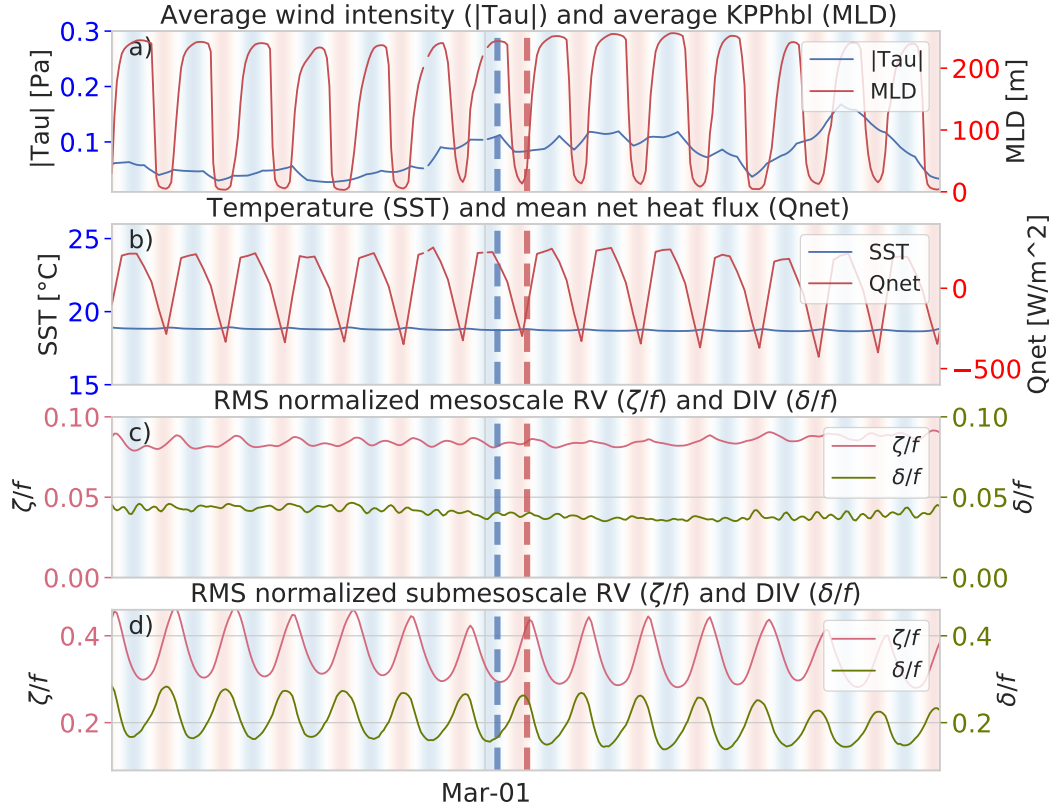 Average wind intensity (|Tau|) and average KPPhbl (MLD)
a)
|Tau| [Pa]
0.3
0.2
0.1
|Tau|
MLD
200
100
0
MLD [m]
Temperature (SST) and mean net heat flux (Qnet)
b)
SST [°C]
25
20
15
SST
Qnet
0
−500
Qnet [W/m^2]
RMS normalized mesoscale RV (ζ/f) and DIV (δ/f)
c)
ζ/f
0.10
0.05
0.00
ζ/f
δ/f
0.10
0.05
0.00
δ/f
RMS normalized submesoscale RV (ζ/f) and DIV (δ/f)
d)
ζ/f
0.4
0.2
ζ/f
δ/f
0.4
0.2
δ/f
Mar-01